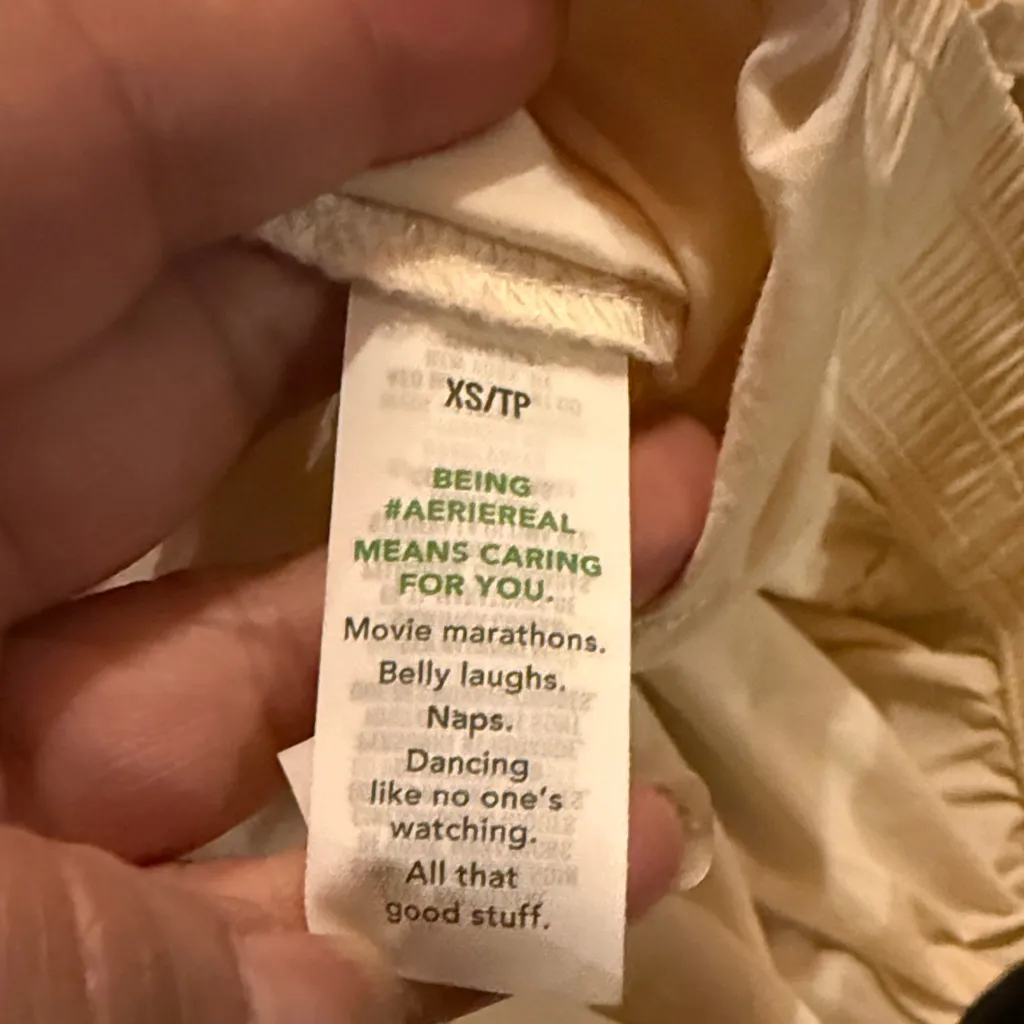 XS/TP
BEING
#AERIEREAL
MEANS CARING
FOR YOU.
Movie marathons.
Belly laughs.
Naps.
Dancing
like no one's
watching.
All that
good stuff.